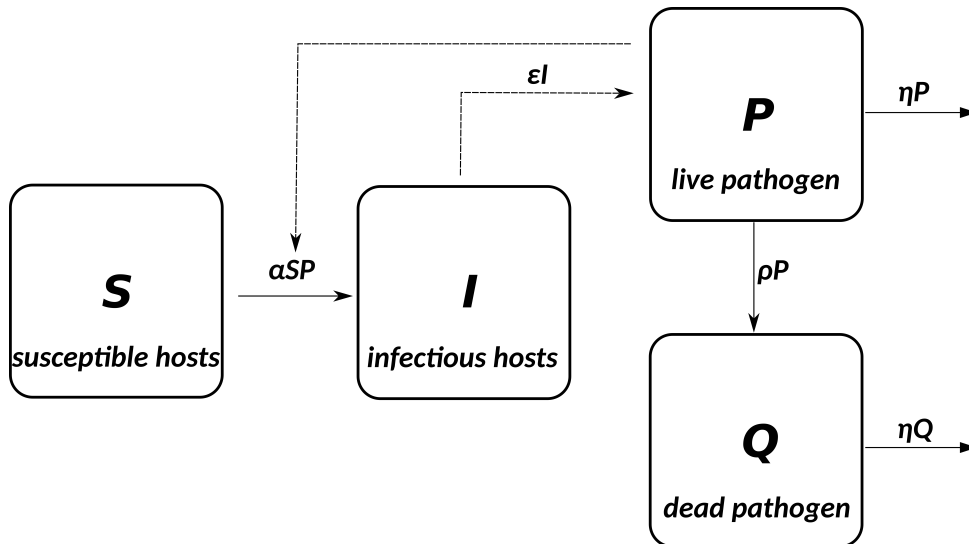 εI
P
ηP
live pathogen
αSP
ρP
S
susceptible hosts
I
infectious hosts
Q
ηQ
dead pathogen